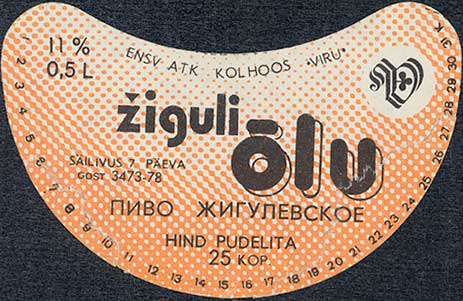 11%
0,5 L
ENSV ATK KOLHOOS "VIRU"
žiguli
õlu
SÄILIVUS 7 PÄEVA
GOST 3473-78
ПИВО ЖИГУЛЕВСКОЕ
HIND PUDELITA
25 KOP.
1 2 3 4 5 6 7 8 9 10 11 12 13 14 15 16 17 18 19 20 21 22 23 24 25 26 27 28 29 30 31 K